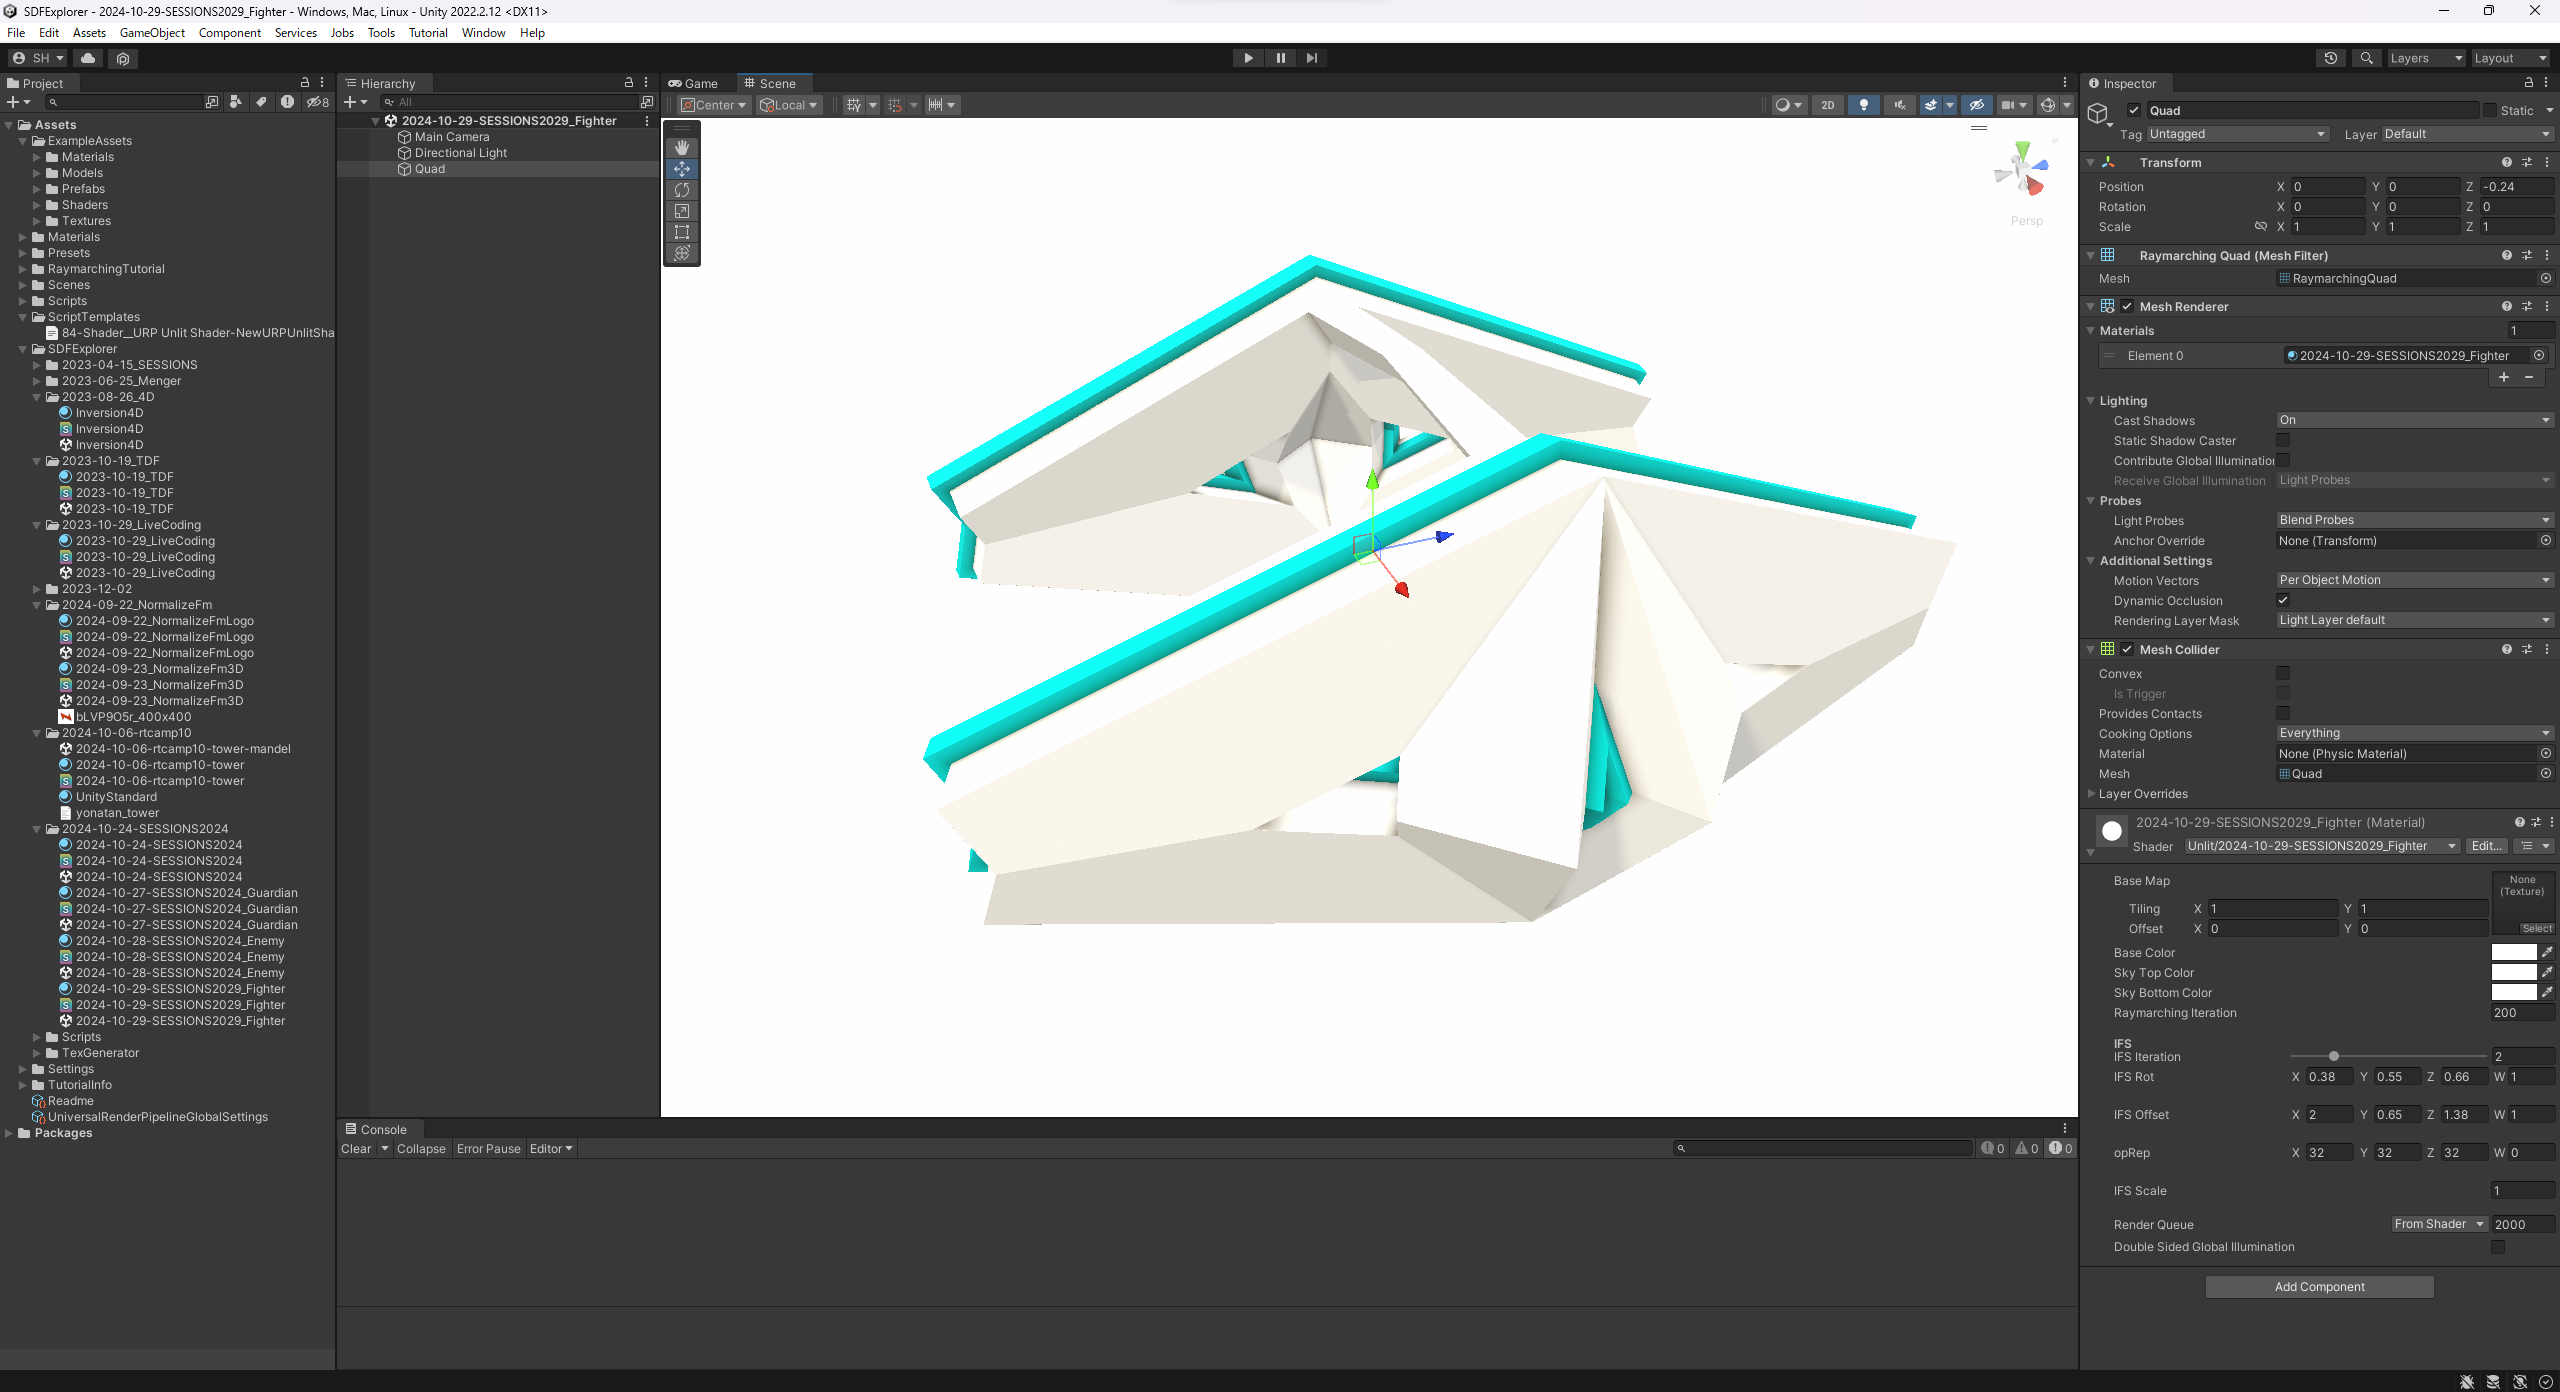 SDFExplorer - 2024-10-29-SESSIONS2029_Fighter - Windows, Mac, Linux - Unity 2022.2.12 <DX11>
File Edit Assets GameObject Component Services Jobs Tools Tutorial Window Help
SH
Layers
Layout
Project
8
Assets
ExampleAssets
Materials
Models
Prefabs
Shaders
Textures
Materials
Presets
RaymarchingTutorial
Scenes
Scripts
ScriptTemplates
84-Shader__URP Unlit Shader-NewURPUnlitSha
SDFExplorer
2023-04-15_SESSIONS
2023-06-25_Menger
2023-08-26_4D
Inversion4D
Inversion4D
Inversion4D
2023-10-19_TDF
2023-10-19_TDF
2023-10-19_TDF
2023-10-19_TDF
2023-10-29_LiveCoding
2023-10-29_LiveCoding
2023-10-29_LiveCoding
2023-10-29_LiveCoding
2023-12-02
2024-09-22_NormalizeFm
2024-09-22_NormalizeFmLogo
2024-09-22_NormalizeFmLogo
2024-09-22_NormalizeFmLogo
2024-09-23_NormalizeFm3D
2024-09-23_NormalizeFm3D
2024-09-23_NormalizeFm3D
bLVP9O5r_400x400
2024-10-06-rtcamp10
2024-10-06-rtcamp10-tower-mandel
2024-10-06-rtcamp10-tower
2024-10-06-rtcamp10-tower
UnityStandard
yonatan_tower
2024-10-24-SESSIONS2024
2024-10-24-SESSIONS2024
2024-10-24-SESSIONS2024
2024-10-24-SESSIONS2024
2024-10-27-SESSIONS2024_Guardian
2024-10-27-SESSIONS2024_Guardian
2024-10-27-SESSIONS2024_Guardian
2024-10-28-SESSIONS2024_Enemy
2024-10-28-SESSIONS2024_Enemy
2024-10-28-SESSIONS2024_Enemy
2024-10-29-SESSIONS2029_Fighter
2024-10-29-SESSIONS2029_Fighter
2024-10-29-SESSIONS2029_Fighter
Scripts
TexGenerator
Settings
TutorialInfo
Readme
UniversalRenderPipelineGlobalSettings
Packages
Hierarchy
All
2024-10-29-SESSIONS2029_Fighter
Main Camera
Directional Light
Quad
Game
Scene
Center
Local
2D
Persp
Console
Clear
Collapse
Error Pause
Editor
0
0
0
Inspector
Quad
Static
Tag Untagged
Layer Default
Transform
Position X 0 Y 0 Z -0.24
Rotation X 0 Y 0 Z 0
Scale X 1 Y 1 Z 1
Raymarching Quad (Mesh Filter)
Mesh RaymarchingQuad
Mesh Renderer
Materials 1
Element 0 2024-10-29-SESSIONS2029_Fighter
Lighting
Cast Shadows On
Static Shadow Caster
Contribute Global Illuminatio
Receive Global Illumination Light Probes
Probes
Light Probes Blend Probes
Anchor Override None (Transform)
Additional Settings
Motion Vectors Per Object Motion
Dynamic Occlusion
Rendering Layer Mask Light Layer default
Mesh Collider
Convex
Is Trigger
Provides Contacts
Cooking Options Everything
Material None (Physic Material)
Mesh Quad
Layer Overrides
2024-10-29-SESSIONS2029_Fighter (Material)
Shader Unlit/2024-10-29-SESSIONS2029_Fighter Edit...
Base Map
None
(Texture)
Tiling X 1 Y 1
Offset X 0 Y 0
Select
Base Color
Sky Top Color
Sky Bottom Color
Raymarching Iteration 200
IFS
IFS Iteration 2
IFS Rot X 0.38 Y 0.55 Z 0.66 W 1
IFS Offset X 2 Y 0.65 Z 1.38 W 1
opRep X 32 Y 32 Z 32 W 0
IFS Scale 1
Render Queue From Shader 2000
Double Sided Global Illumination
Add Component